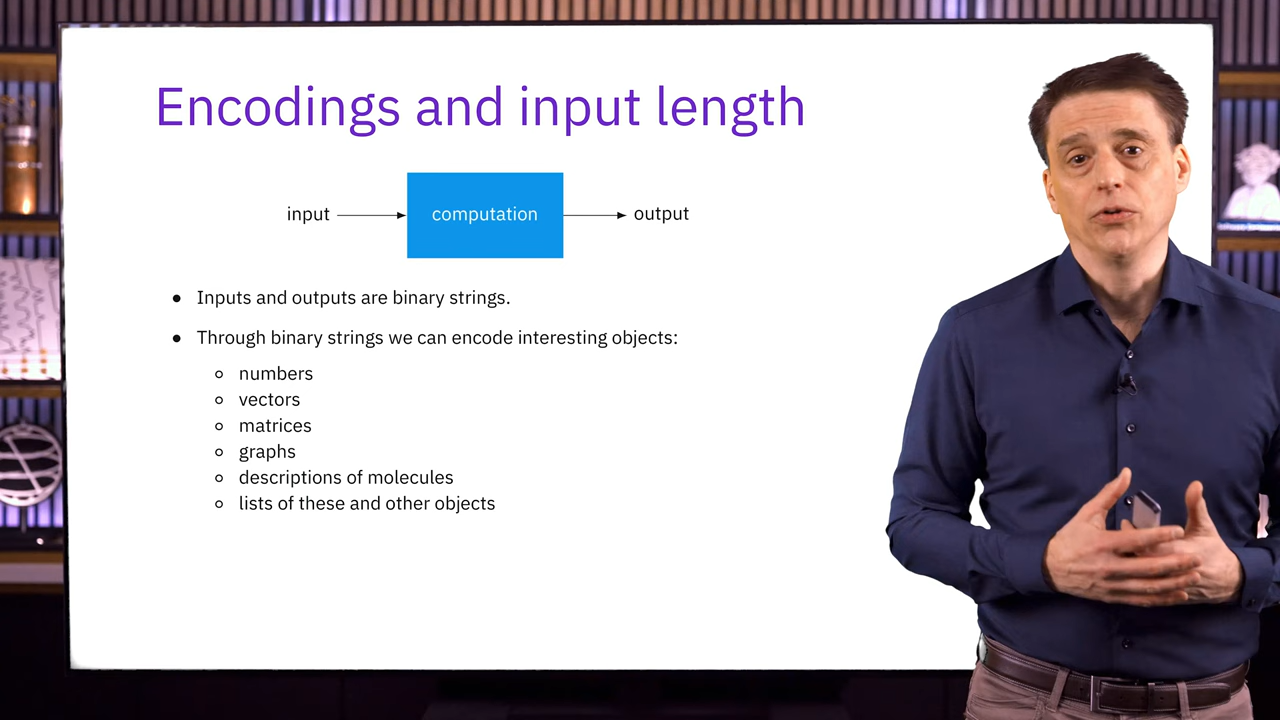 Encodings and input length
input
computation
output
● Inputs and outputs are binary strings.
● Through binary strings we can encode interesting objects:
○ numbers
○ vectors
○ matrices
○ graphs
○ descriptions of molecules
○ lists of these and other objects